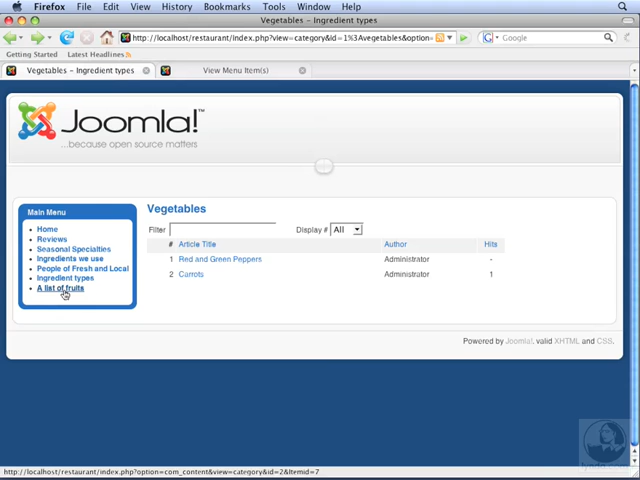 Firefox File Edit View History Bookmarks Tools Window Help
Vegetables - Ingredient types
http://localhost/restaurant/index.php?view=category&id=1%3Avegetables&option=
Google
Getting Started Latest Headlines
Vegetables - Ingredient types View Menu Item(s)
Joomla!™
...because open source matters
Main Menu
Home
Reviews
Seasonal Specialties
Ingredients we use
People of Fresh and Local
Ingredient types
A list of fruits
Vegetables
Filter Display # All
# Article Title Author Hits
1 Red and Green Peppers Administrator -
2 Carrots Administrator 1
Powered by Joomla!. valid XHTML and CSS.
http://localhost/restaurant/index.php?option=com_content&view=category&id=2&Itemid=7